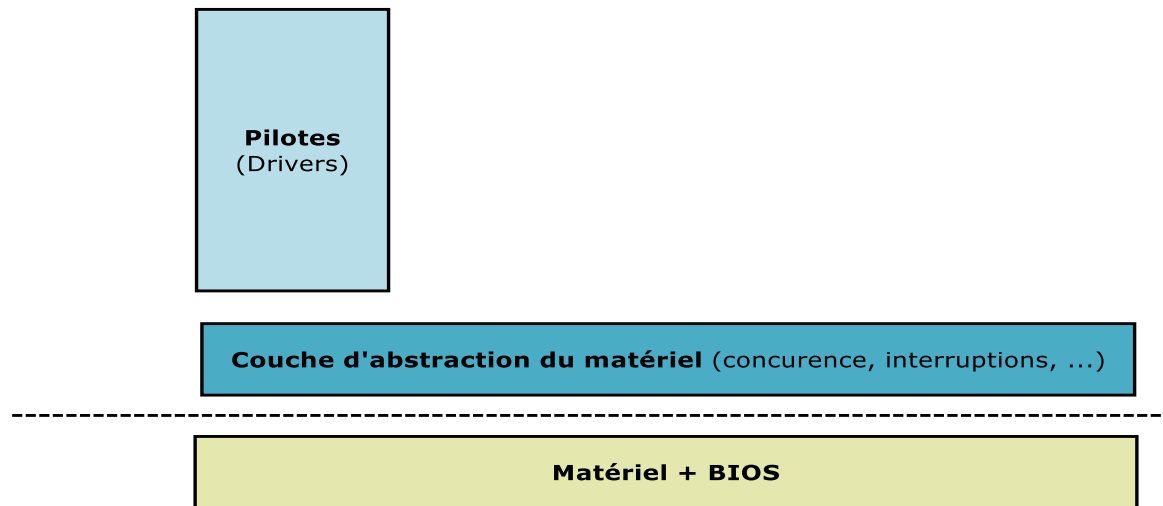 Pilotes
(Drivers)
Couche d'abstraction du matériel (concurence, interruptions, ...)
Matériel + BIOS